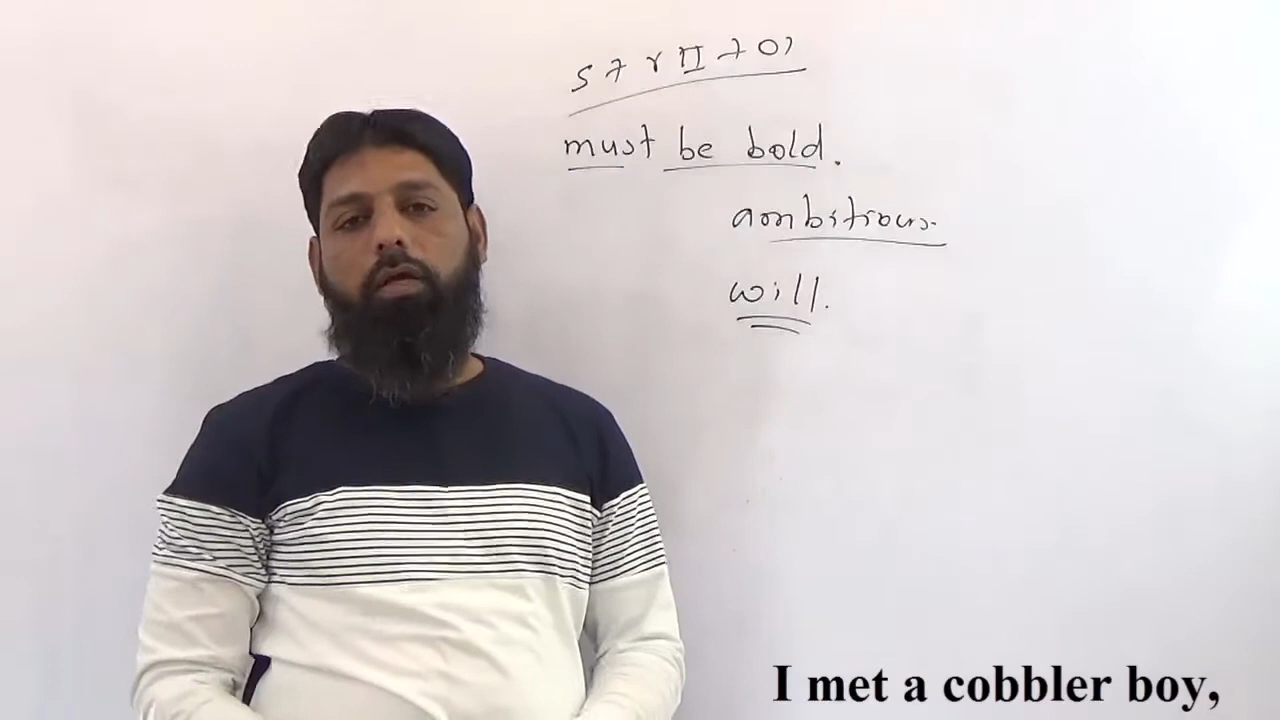 must be bold.
ambitious.
will.
I met a cobbler boy,